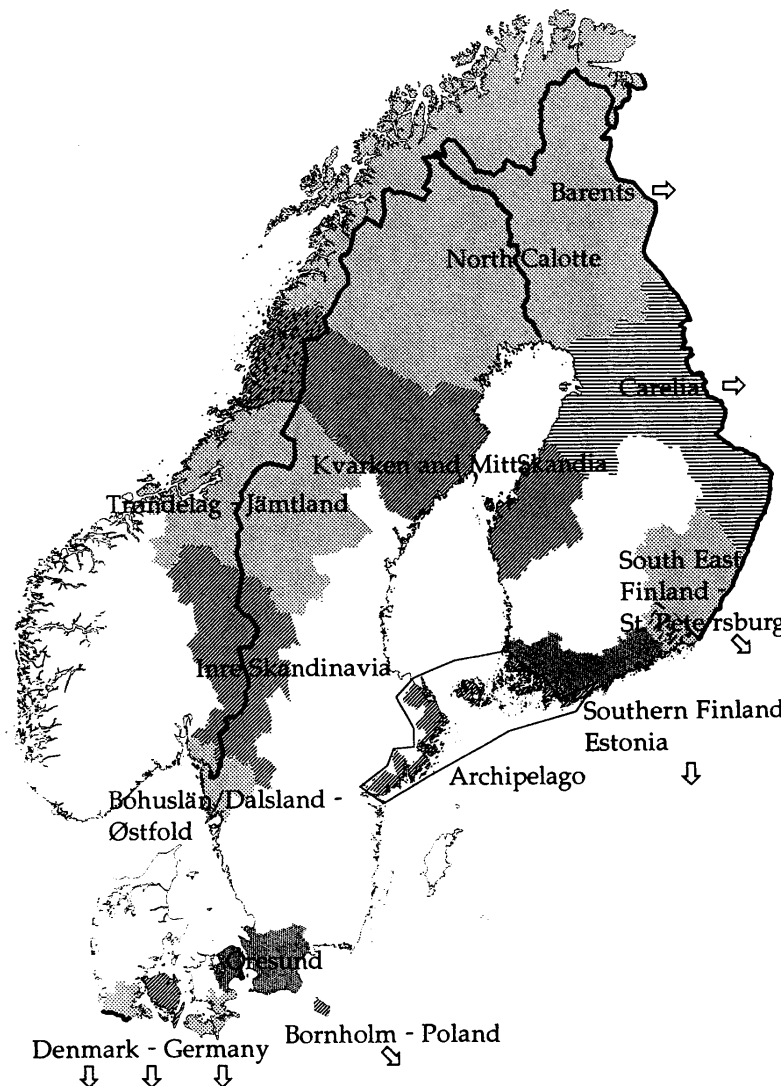 Barents
North Calotte
Carelia
Kvarken and MittSkandia
Trøndelag - Jämtland
South East
Finland -
St. Petersburg
Inre Skandinavia
Southern Finland
Estonia
Archipelago
Bohuslän/Dalsland -
Østfold
Øresund
Bornholm - Poland
Denmark - Germany